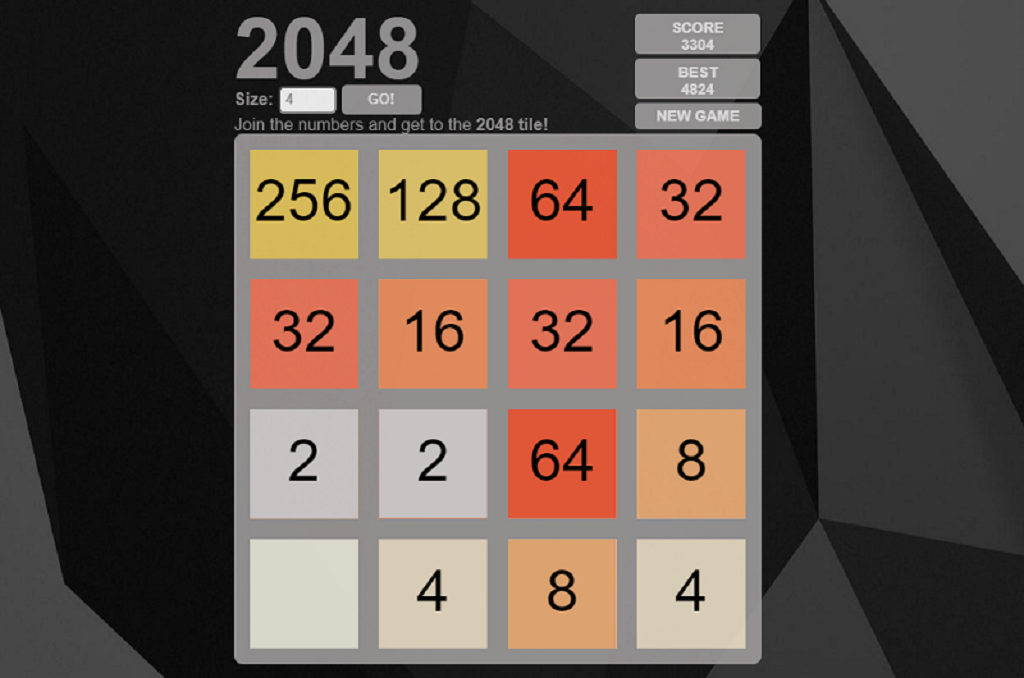 2048
SCORE
3304
BEST
4824
Size: 4 GO!
NEW GAME
Join the numbers and get to the 2048 tile!
256 128 64 32
32 16 32 16
2 2 64 8
4 8 4